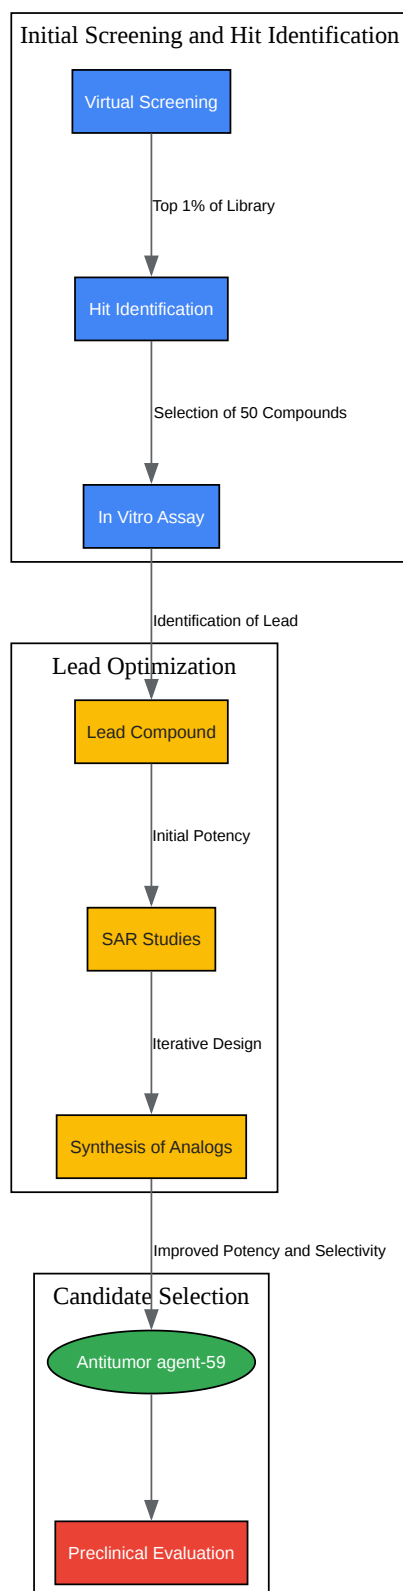 Initial Screening and Hit Identification
Virtual Screening
Top 1% of Library
Hit Identification
Selection of 50 Compounds
In Vitro Assay
Identification of Lead
Lead Optimization
Lead Compound
Initial Potency
SAR Studies
Iterative Design
Synthesis of Analogs
Improved Potency and Selectivity
Candidate Selection
Antitumor agent-59
Preclinical Evaluation